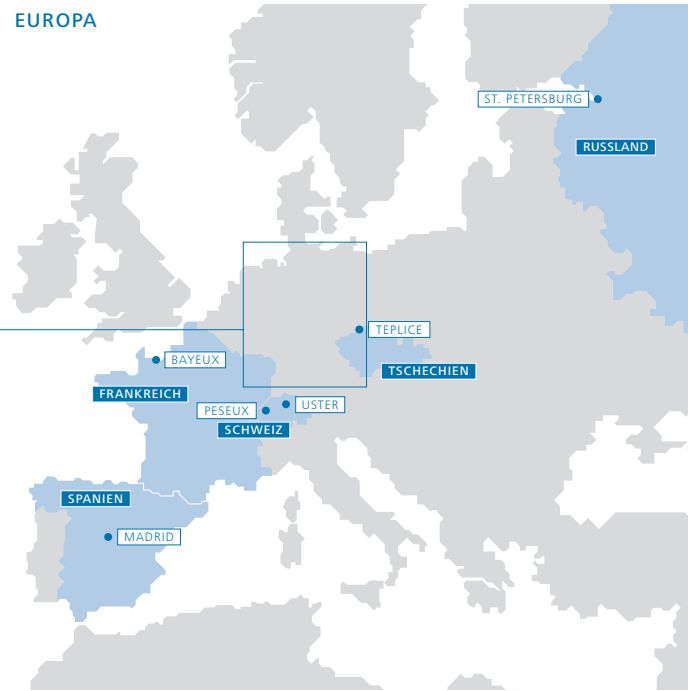 EUROPA
ST. PETERSBURG
RUSSLAND
TEPLICE
BAYEUX
TSCHECHIEN
FRANKREICH
USTER
PESEUX
SCHWEIZ
SPANIEN
MADRID